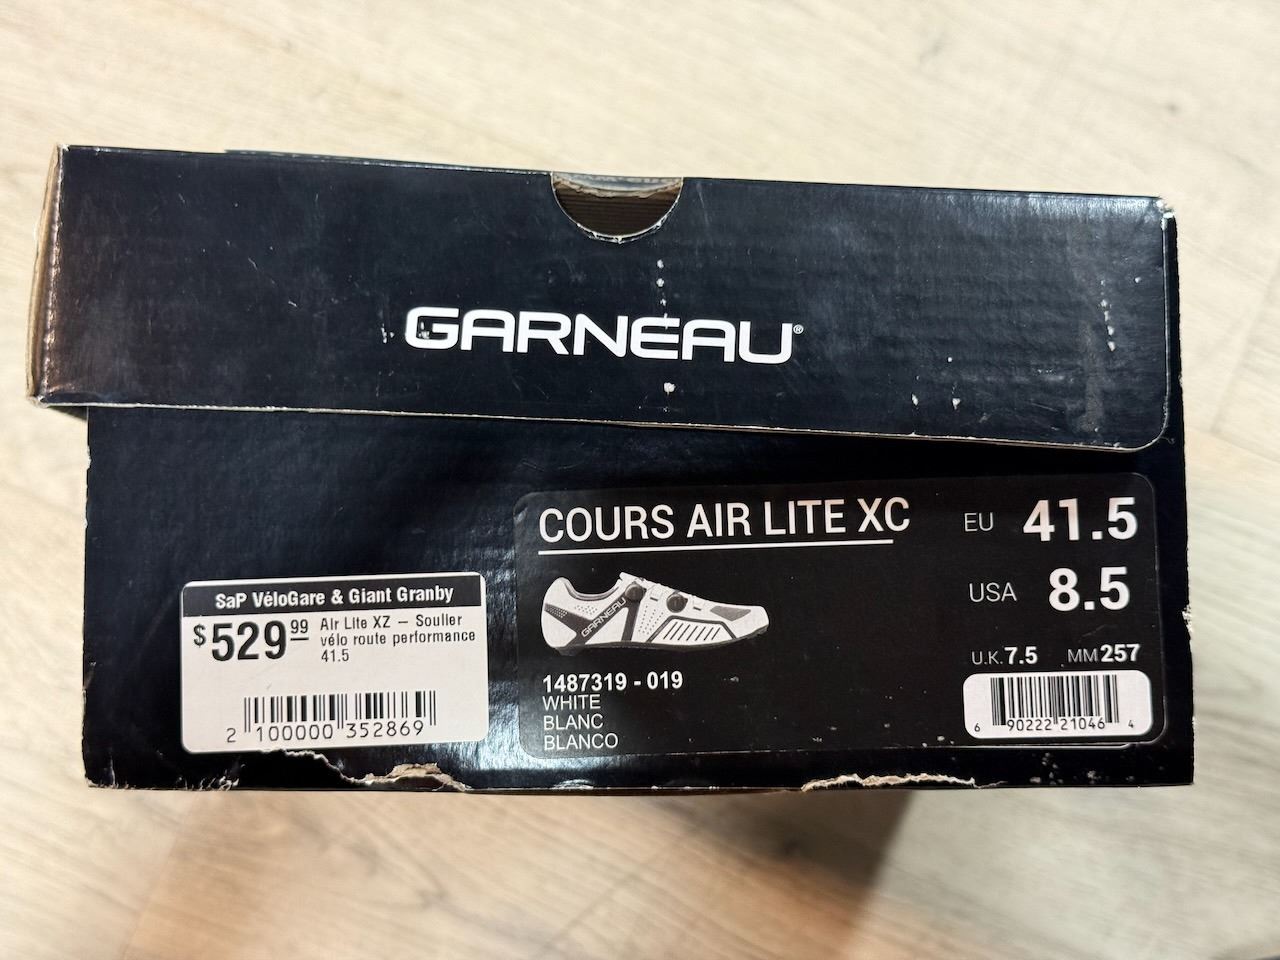 GARNEAU®
COURS AIR LITE XC
EU 41.5
USA 8.5
U.K. 7.5 MM 257
GARNEAU
1487319 - 019
WHITE
BLANC
BLANCO
6 90222 21046 4
SaP VéloGare & Giant Granby
$529.99
Air Lite XZ – Soulier
vélo route performance
41.5
2 100000 352869